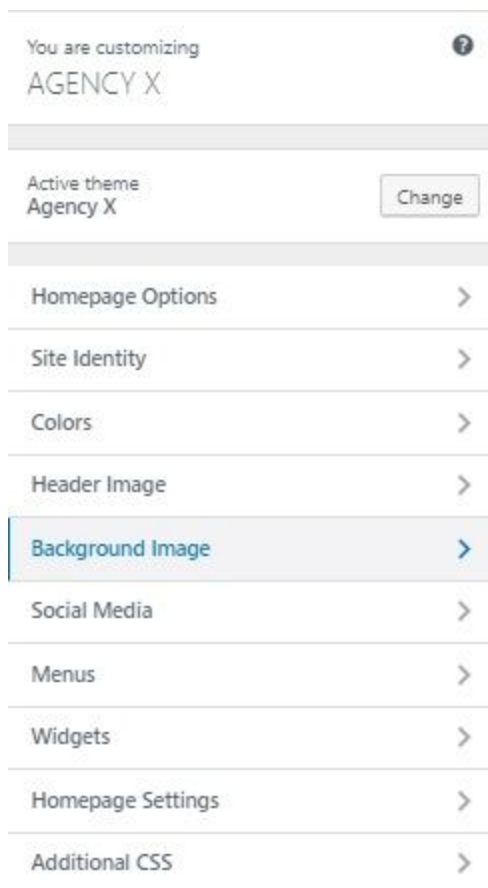 You are customizing
AGENCY X
Active theme
Agency X
Change
Homepage Options
Site Identity
Colors
Header Image
Background Image
Social Media
Menus
Widgets
Homepage Settings
Additional CSS